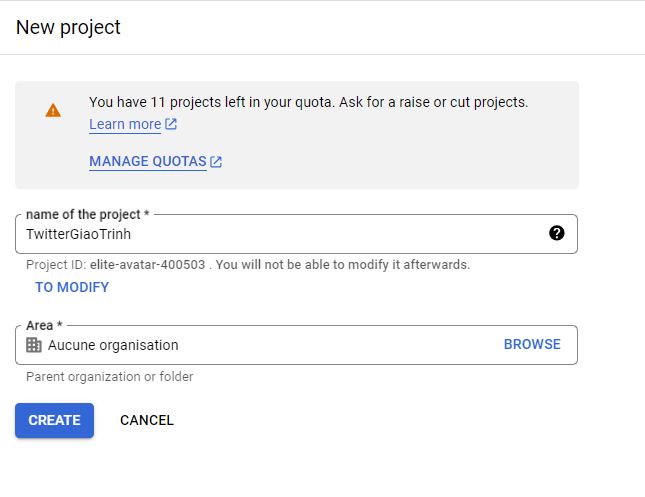 New project
You have 11 projects left in your quota. Ask for a raise or cut projects.
Learn more
MANAGE QUOTAS
name of the project *
TwitterGiaoTrinh
Project ID: elite-avatar-400503 . You will not be able to modify it afterwards.
TO MODIFY
Area *
Aucune organisation BROWSE
Parent organization or folder
CREATE CANCEL